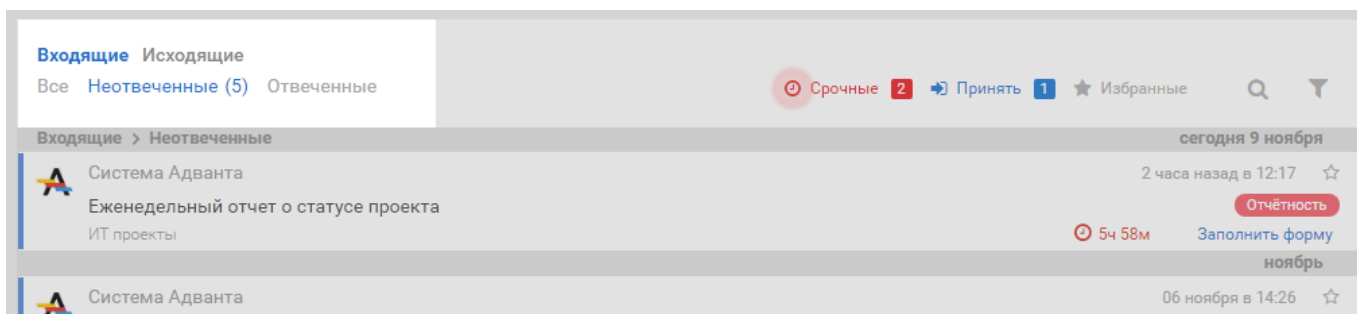 Входящие Исходящие
Все Неотвеченные (5) Отвеченные
Срочные 2 Принять 1 Избранные
Входящие > Неотвеченные сегодня 9 ноября
Система Адванта 2 часа назад в 12:17
Еженедельный отчет о статусе проекта Отчётность
ИТ проекты 5ч 58м Заполнить форму
ноябрь
Система Адванта 06 ноября в 14:26